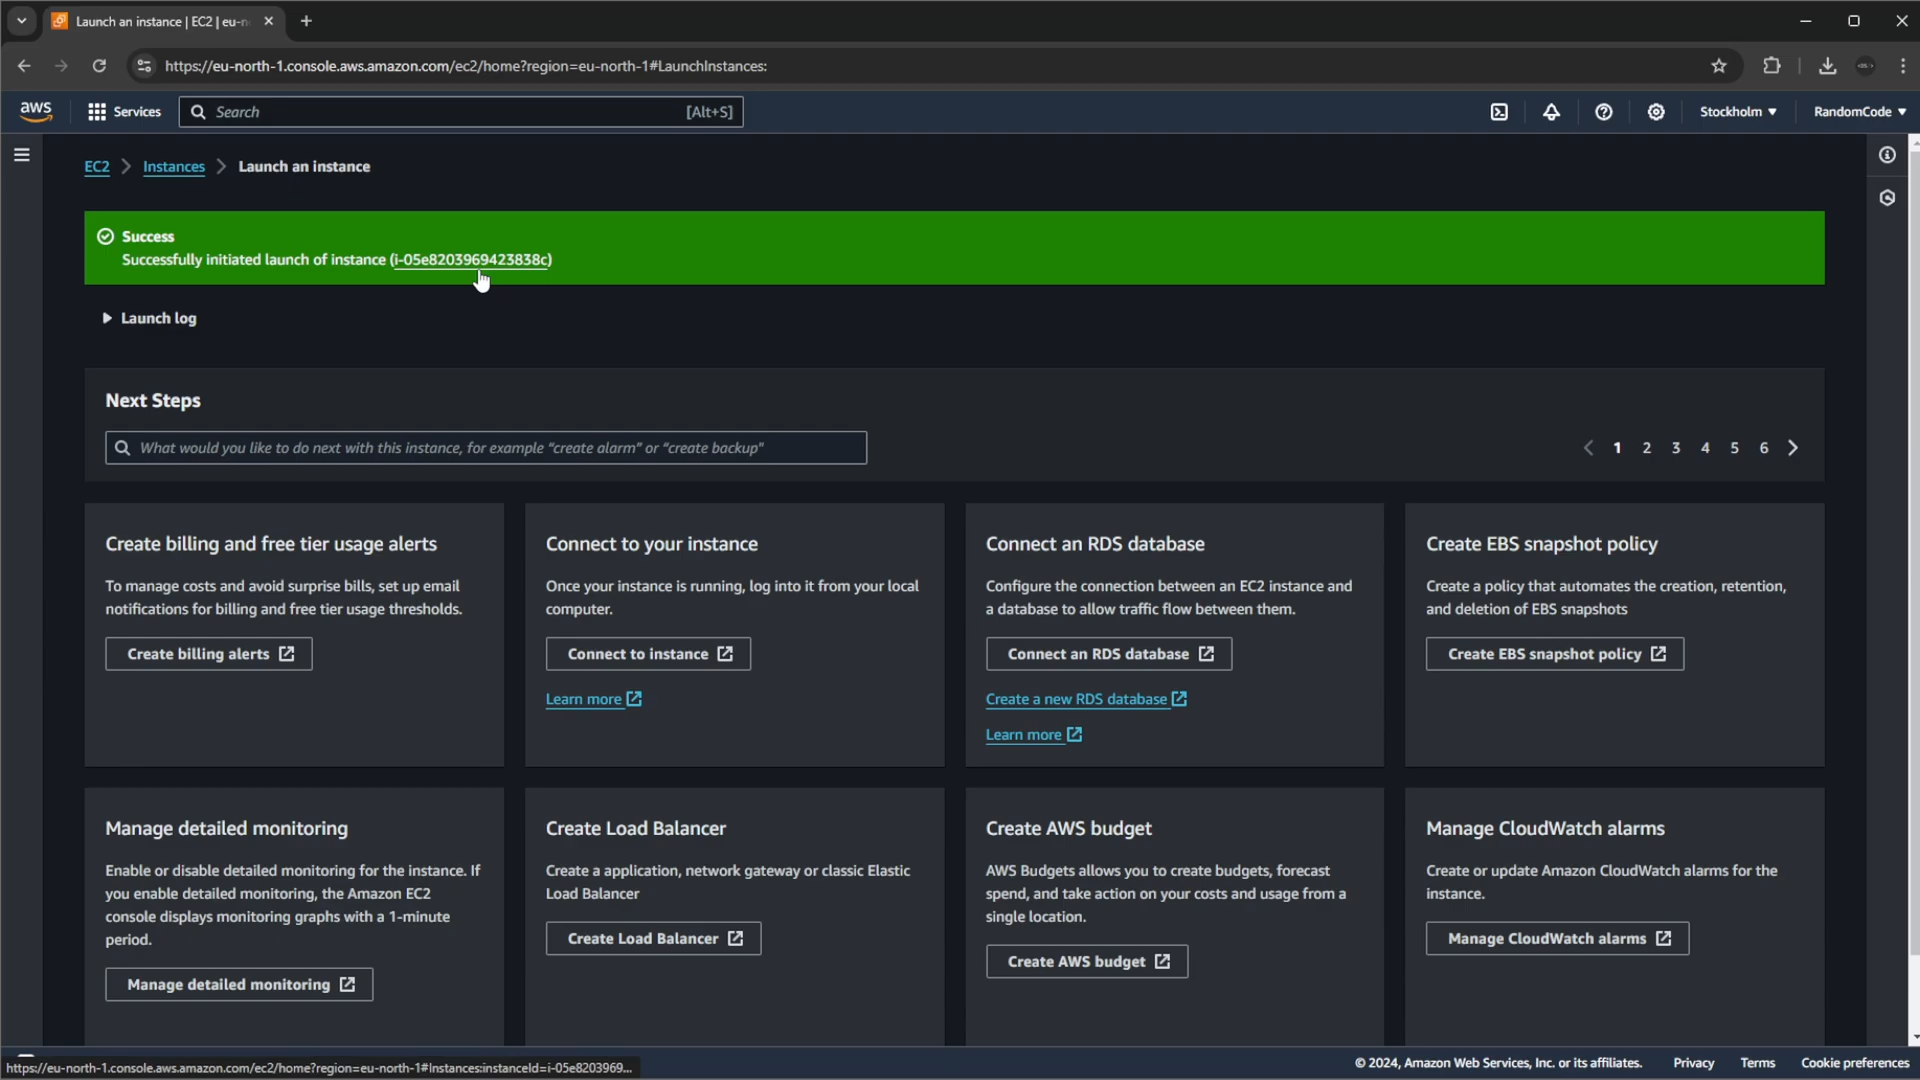 Launch an instance | EC2 | eu-n
https://eu-north-1.console.aws.amazon.com/ec2/home?region=eu-north-1#LaunchInstances:
aws
Services
Search
[Alt+S]
Stockholm
RandomCode
EC2
Instances
Launch an instance
Success
Successfully initiated launch of instance (i-05e8203969423838c)
Launch log
Next Steps
What would you like to do next with this instance, for example "create alarm" or "create backup"
1 2 3 4 5 6
Create billing and free tier usage alerts
To manage costs and avoid surprise bills, set up email
notifications for billing and free tier usage thresholds.
Create billing alerts
Connect to your instance
Once your instance is running, log into it from your local
computer.
Connect to instance
Learn more
Connect an RDS database
Configure the connection between an EC2 instance and
a database to allow traffic flow between them.
Connect an RDS database
Create a new RDS database
Learn more
Create EBS snapshot policy
Create a policy that automates the creation, retention,
and deletion of EBS snapshots
Create EBS snapshot policy
Manage detailed monitoring
Enable or disable detailed monitoring for the instance. If
you enable detailed monitoring, the Amazon EC2
console displays monitoring graphs with a 1-minute
period.
Manage detailed monitoring
Create Load Balancer
Create a application, network gateway or classic Elastic
Load Balancer
Create Load Balancer
Create AWS budget
AWS Budgets allows you to create budgets, forecast
spend, and take action on your costs and usage from a
single location.
Create AWS budget
Manage CloudWatch alarms
Create or update Amazon CloudWatch alarms for the
instance.
Manage CloudWatch alarms
https://eu-north-1.console.aws.amazon.com/ec2/home?region=eu-north-1#Instances:instanceId=i-05e8203969...
© 2024, Amazon Web Services, Inc. or its affiliates.
Privacy
Terms
Cookie preferences